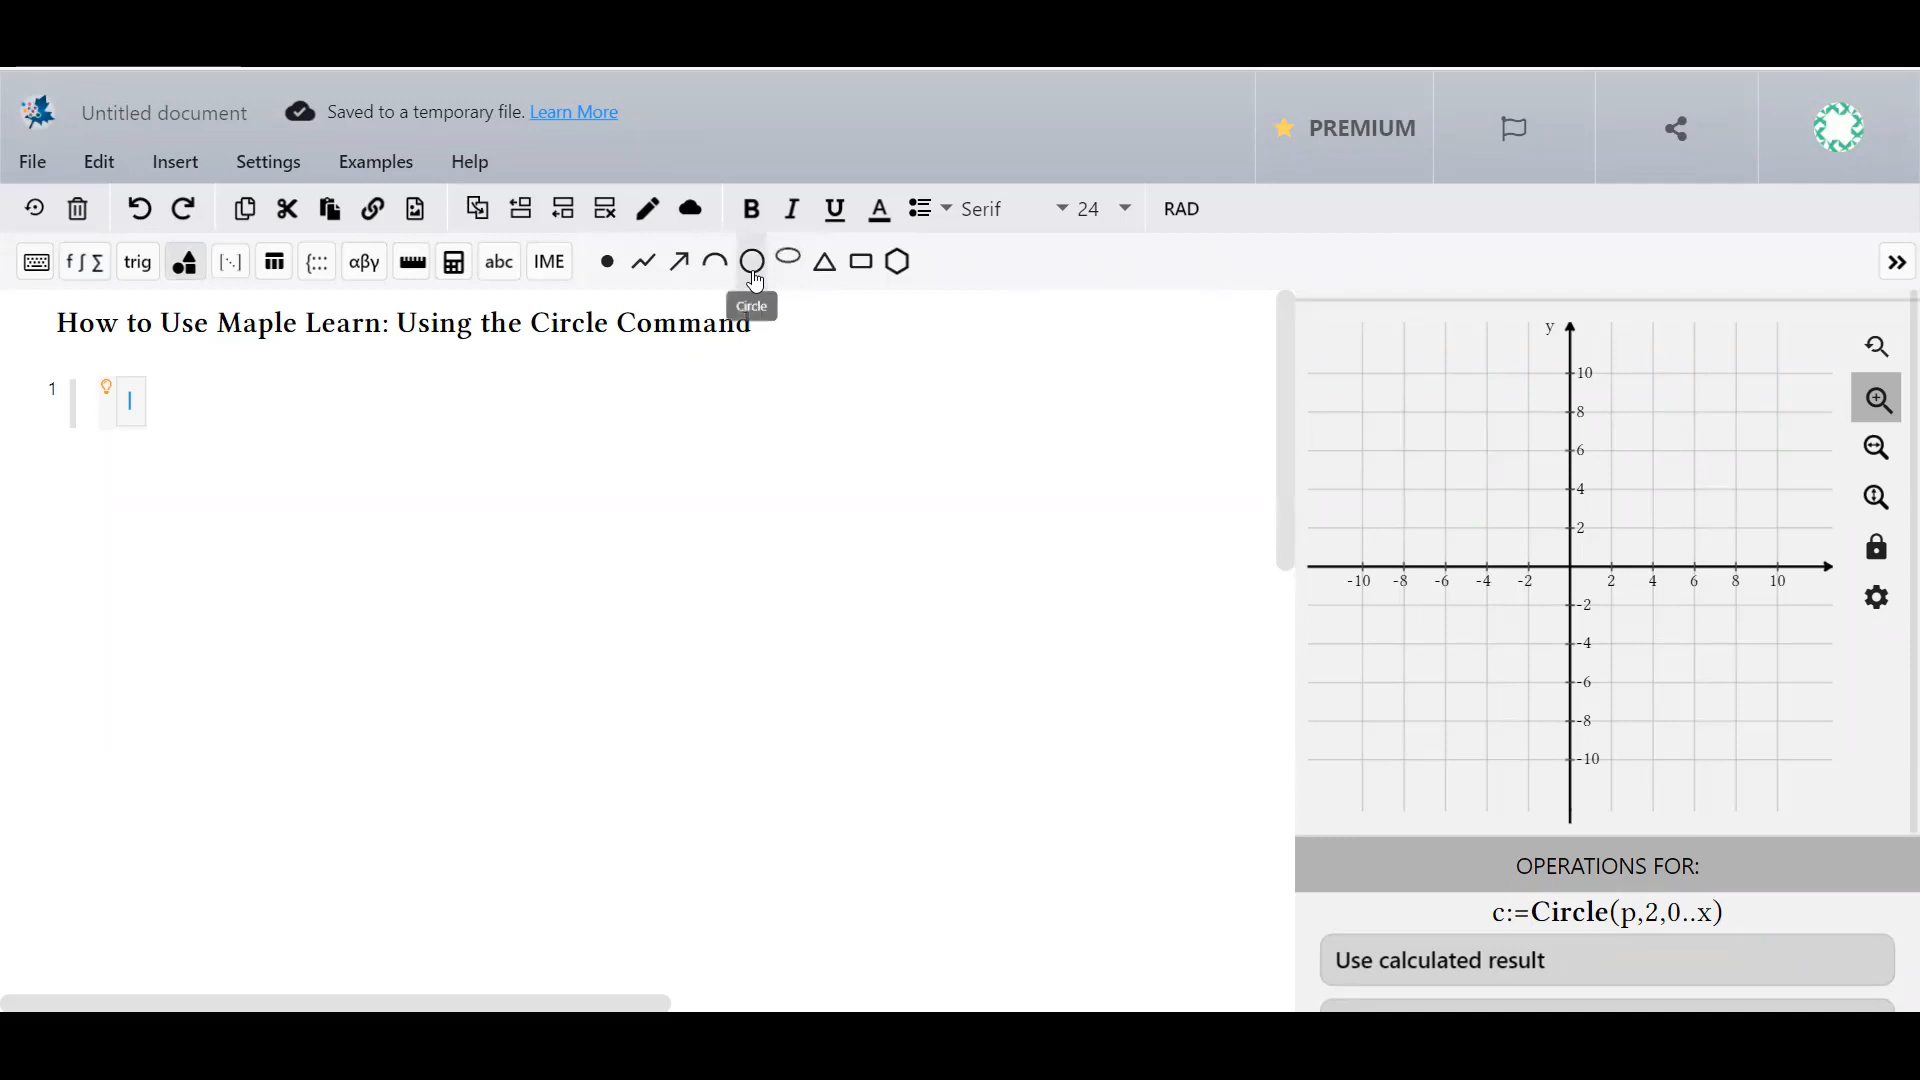 Untitled document
Saved to a temporary file. Learn More
PREMIUM
File Edit Insert Settings Examples Help
B I U A Serif 24 RAD
f ∫ Σ trig αβγ abc IME
Circle
How to Use Maple Learn: Using the Circle Command
1
y
10
8
6
4
2
-10 -8 -6 -4 -2 2 4 6 8 10
-2
-4
-6
-8
-10
OPERATIONS FOR:
c:=Circle(p,2,0..x)
Use calculated result